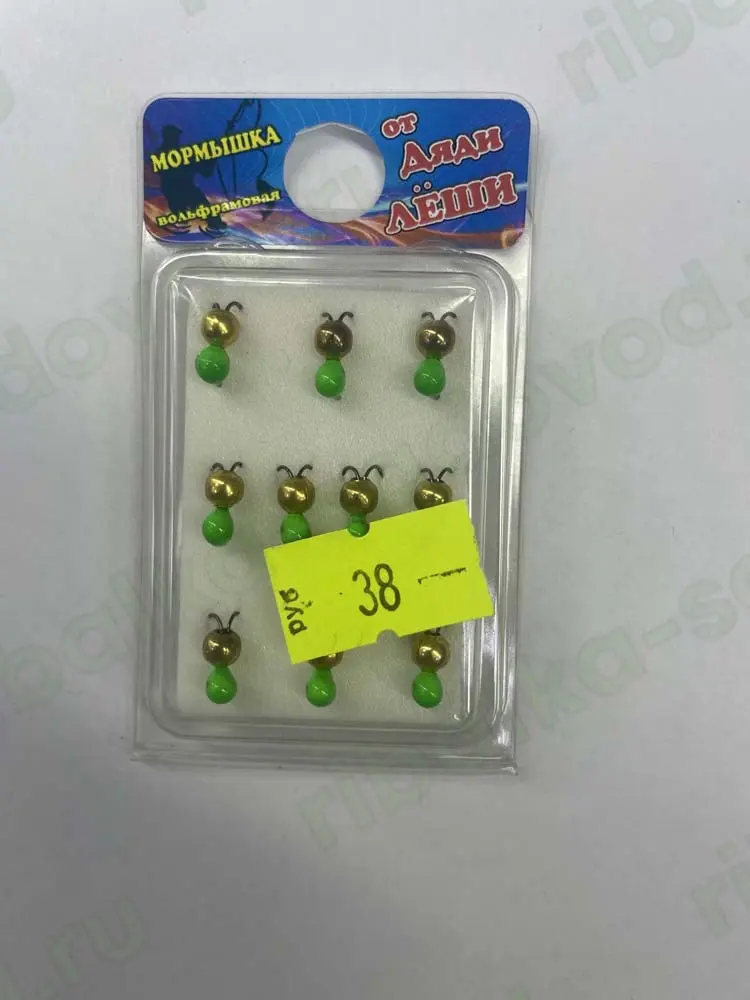 МОРМЫШКА
вольфрамовая
от
Дяди
ЛЁШИ
руб
38